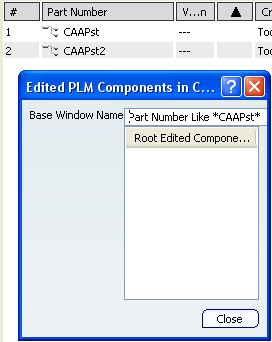 # Part Number V...n ▲ Cr
1 CAAPst --- Too
2 CAAPst2 --- Too
Edited PLM Components in C... ? X
Base Window Name Part Number Like *CAAPst*
Root Edited Compone...
Close